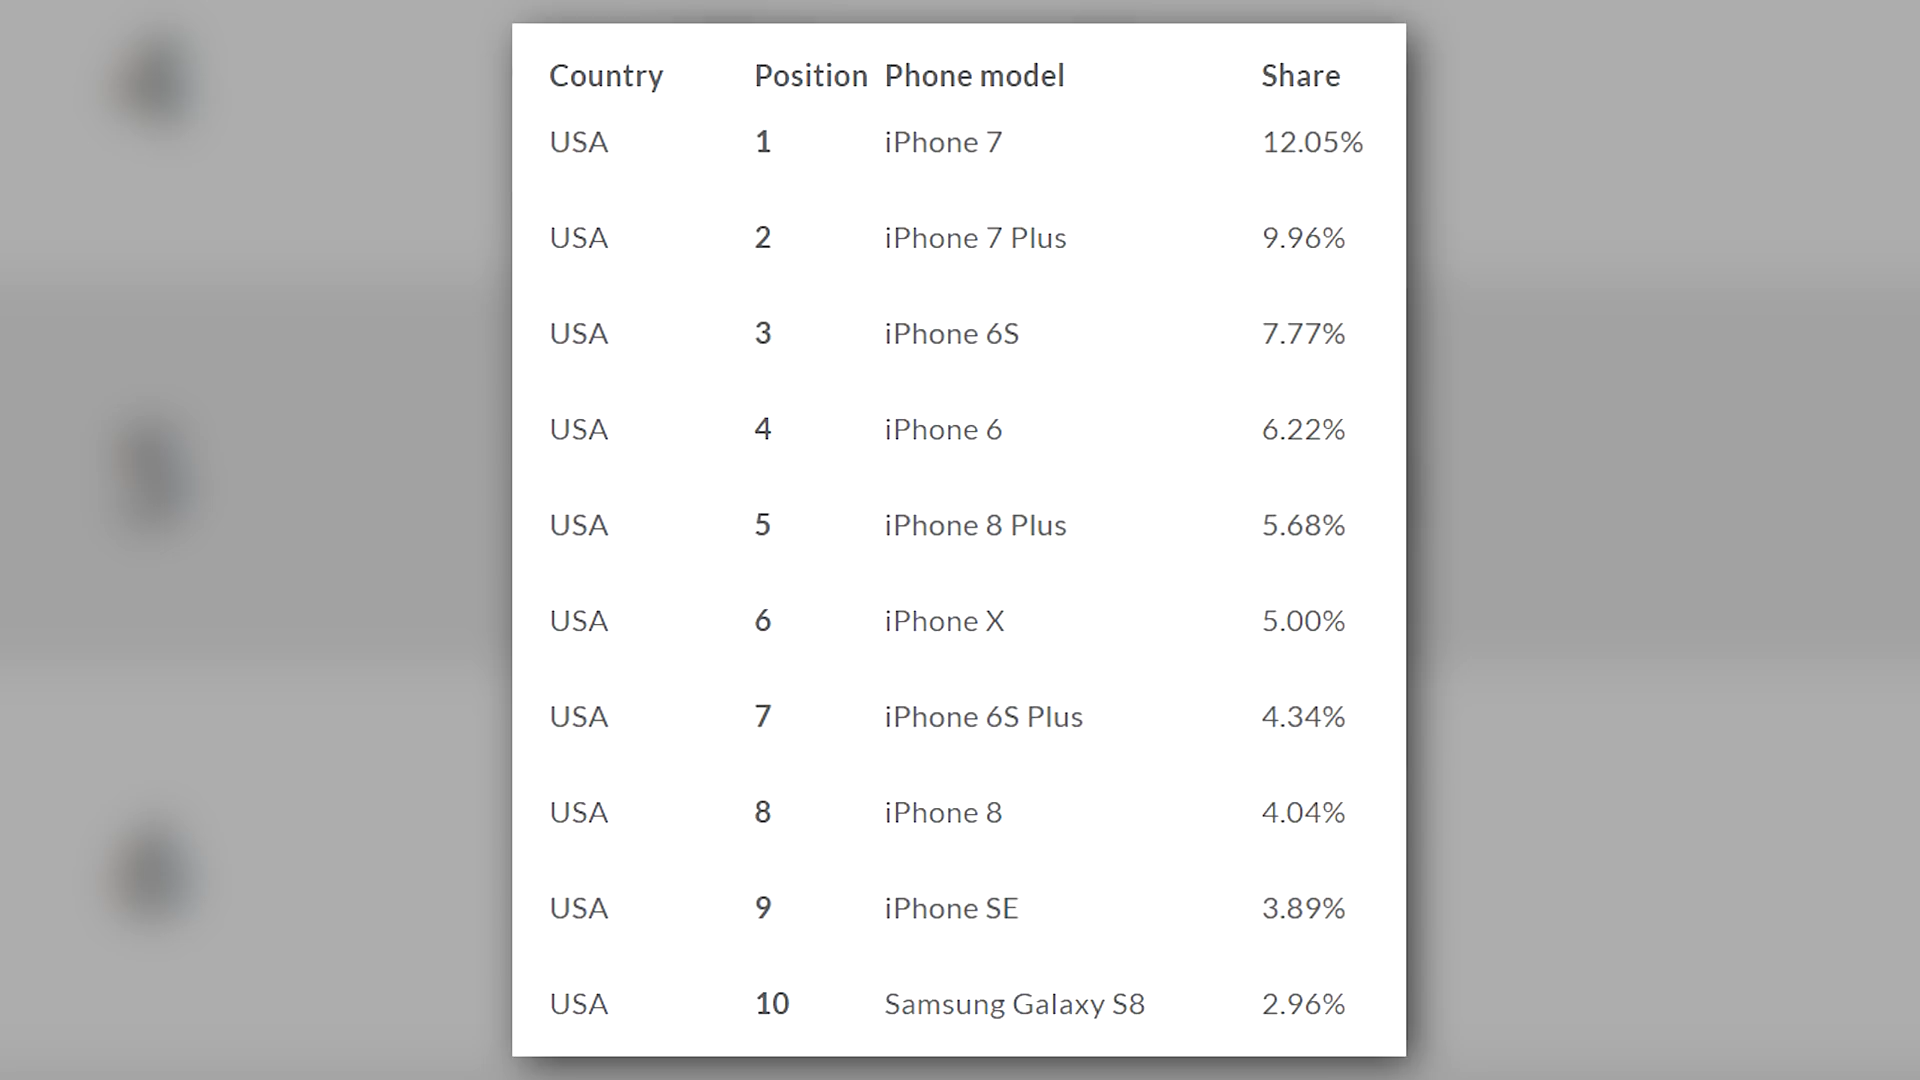 Country Position Phone model Share
USA 1 iPhone 7 12.05%
USA 2 iPhone 7 Plus 9.96%
USA 3 iPhone 6S 7.77%
USA 4 iPhone 6 6.22%
USA 5 iPhone 8 Plus 5.68%
USA 6 iPhone X 5.00%
USA 7 iPhone 6S Plus 4.34%
USA 8 iPhone 8 4.04%
USA 9 iPhone SE 3.89%
USA 10 Samsung Galaxy S8 2.96%